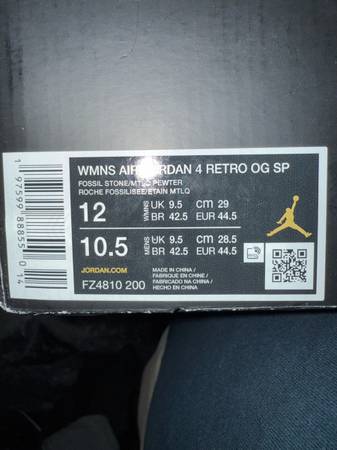 WMNS AIR JORDAN 4 RETRO OG SP
FOSSIL STONE/MTLC PEWTER
ROCHE FOSSILISEE/ETAIN MTLQ
12 WMNS UK 9.5 CM 29
BR 42.5 EUR 44.5
10.5 MENS UK 9.5 CM 28.5
BR 42.5 EUR 44.5
JORDAN.COM
FZ4810 200
MADE IN CHINA /
FABRIQUE EN CHINE /
FABRICADO NA CHINA /
HECHO EN CHINA
1 97599 88855 0 14